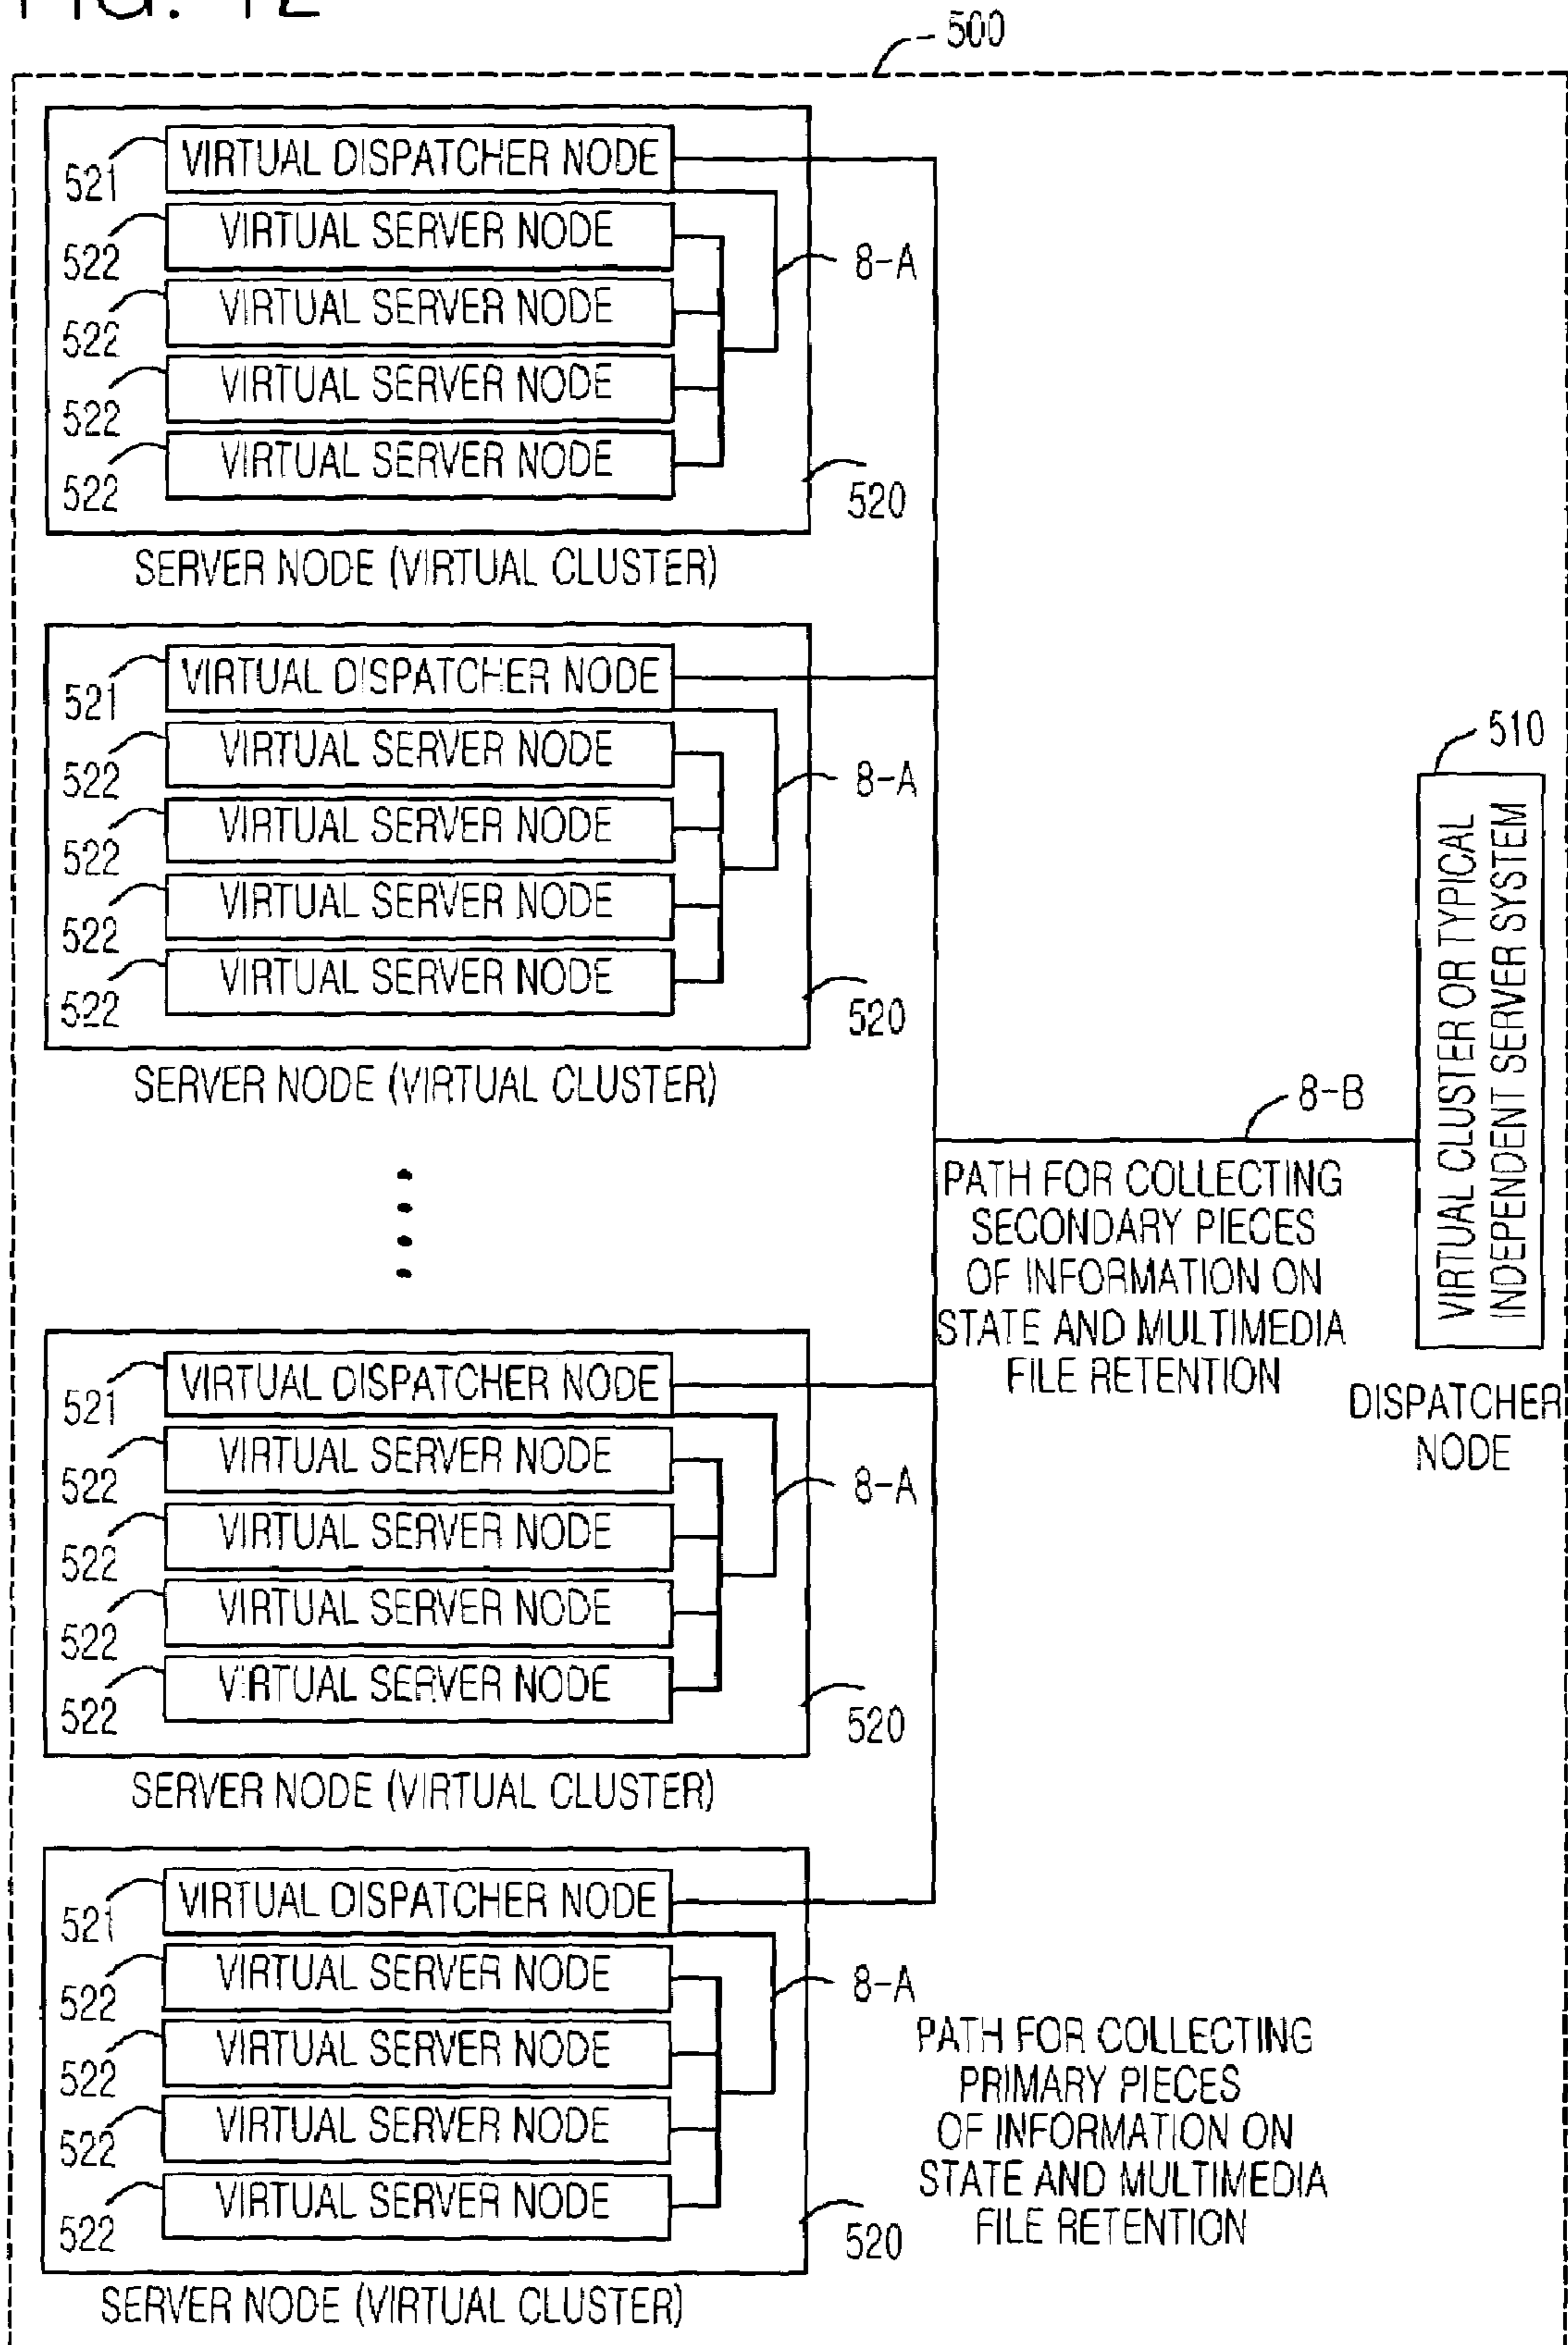 FIG. 12
500
VIRTUAL DISPATCHER NODE
521
VIRTUAL SERVER NODE
522
8-A
VIRTUAL SERVER NODE
522
VIRTUAL SERVER NODE
522
VIRTUAL SERVER NODE
522
520
SERVER NODE (VIRTUAL CLUSTER)
VIRTUAL DISPATCHER NODE
521
VIRTUAL SERVER NODE
522
8-A
VIRTUAL SERVER NODE
522
VIRTUAL SERVER NODE
522
VIRTUAL SERVER NODE
522
520
SERVER NODE (VIRTUAL CLUSTER)
510
VIRTUAL CLUSTER OR TYPICAL
INDEPENDENT SERVER SYSTEM
DISPATCHER
NODE
8-B
PATH FOR COLLECTING
SECONDARY PIECES
OF INFORMATION ON
STATE AND MULTIMEDIA
FILE RETENTION
VIRTUAL DISPATCHER NODE
521
VIRTUAL SERVER NODE
522
8-A
VIRTUAL SERVER NODE
522
VIRTUAL SERVER NODE
522
VIRTUAL SERVER NODE
522
520
SERVER NODE (VIRTUAL CLUSTER)
VIRTUAL DISPATCHER NODE
521
VIRTUAL SERVER NODE
522
8-A
VIRTUAL SERVER NODE
522
VIRTUAL SERVER NODE
522
VIRTUAL SERVER NODE
522
520
PATH FOR COLLECTING
PRIMARY PIECES
OF INFORMATION ON
STATE AND MULTIMEDIA
FILE RETENTION
SERVER NODE (VIRTUAL CLUSTER)